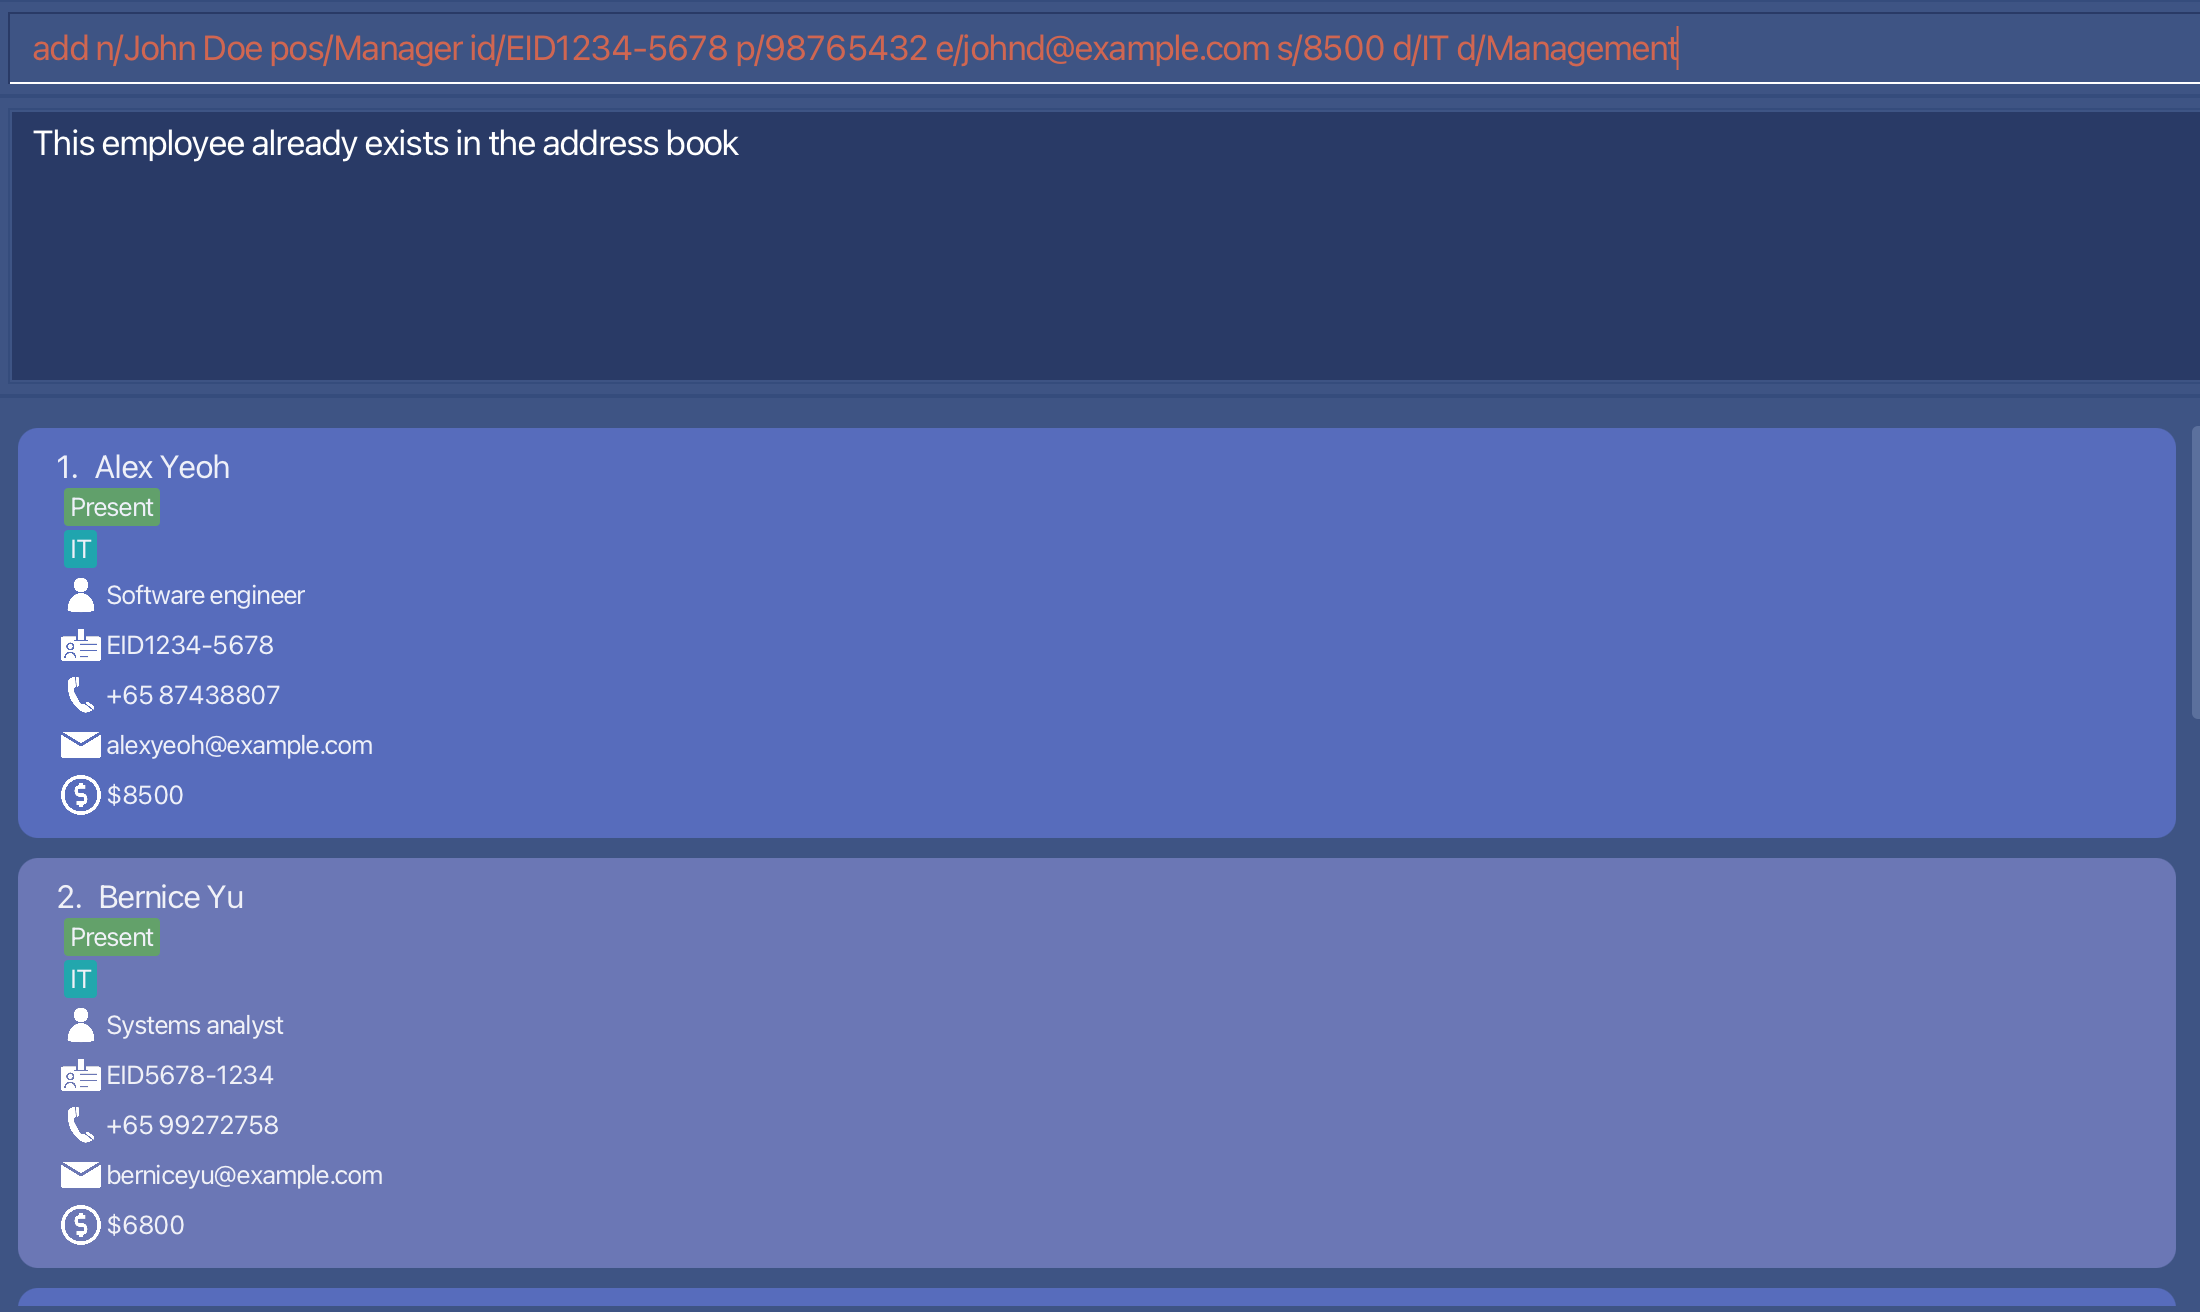 add n/John Doe pos/Manager id/EID1234-5678 p/98765432 e/johnd@example.com s/8500 d/IT d/Management
This employee already exists in the address book
1. Alex Yeoh
Present
IT
Software engineer
EID1234-5678
+65 87438807
alexyeoh@example.com
$8500
2. Bernice Yu
Present
IT
Systems analyst
EID5678-1234
+65 99272758
berniceyu@example.com
$6800